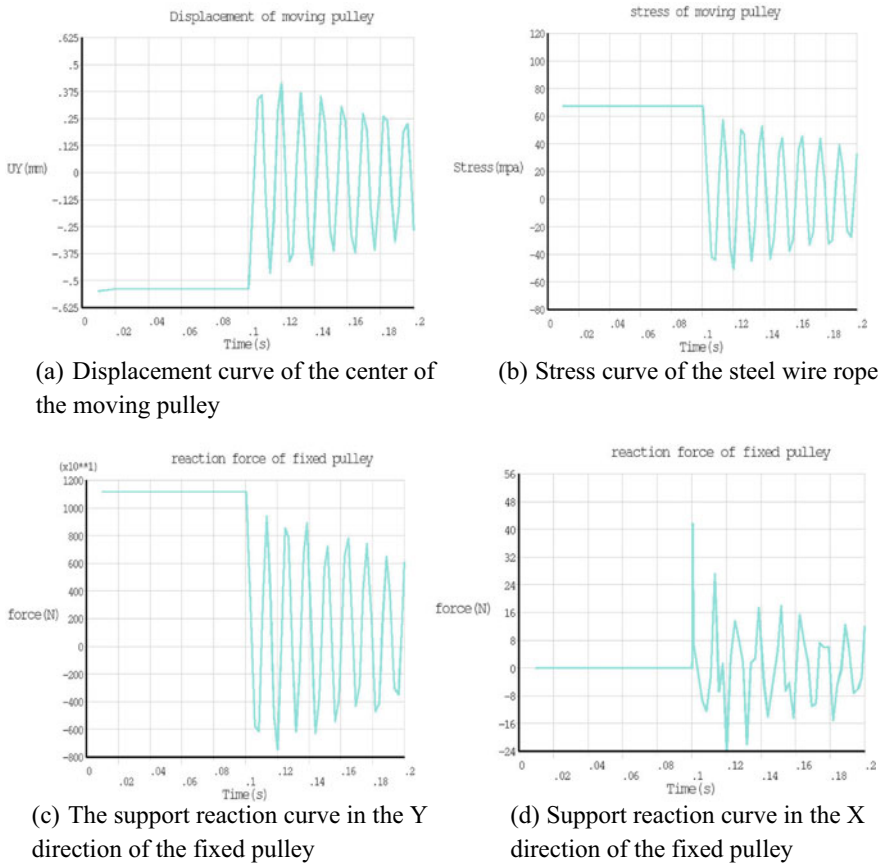 Displacement of moving pulley
.625
.5
.375
.25
.125
0
-.125
-.25
-.375
-.5
-.625
UY(mm)
0 .04 .08 .12 .16 .2
.02 .06 .1 .14 .18
Time(s)
(a) Displacement curve of the center of
the moving pulley
stress of moving pulley
120
100
80
60
40
20
0
-20
-40
-60
-80
Stress(mpa)
0 .04 .08 .12 .16 .2
.02 .06 .1 .14 .18
Time(s)
(b) Stress curve of the steel wire rope
(x10**1)
reaction force of fixed pulley
1200
1000
800
600
400
200
0
-200
-400
-600
-800
force(N)
0 .04 .08 .12 .16 .2
.02 .06 .1 .14 .18
Time(s)
(c) The support reaction curve in the Y
direction of the fixed pulley
reaction force of fixed pulley
56
48
40
32
24
16
8
0
-8
-16
-24
force(N)
0 .04 .08 .12 .16 .2
.02 .06 .1 .14 .18
Time(s)
(d) Support reaction curve in the X
direction of the fixed pulley